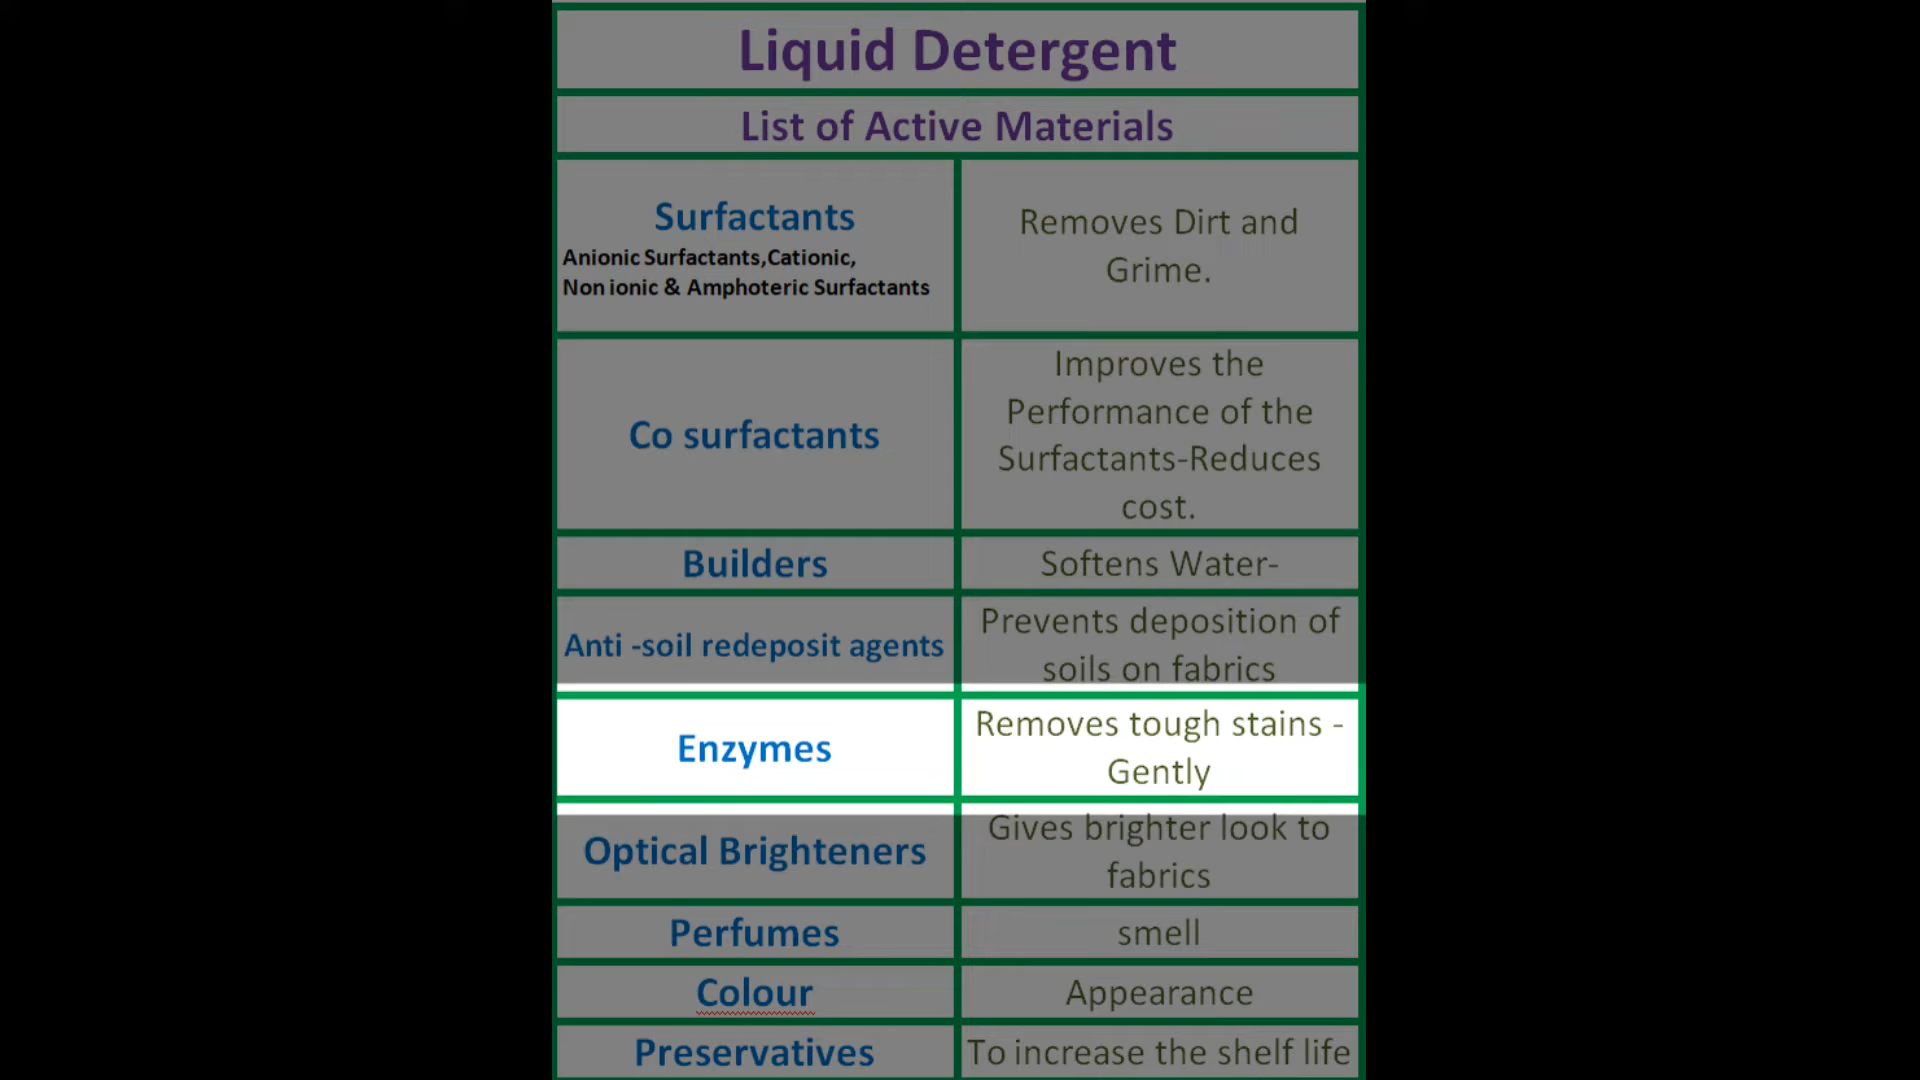 Liquid Detergent
List of Active Materials
Surfactants
Anionic Surfactants,Cationic,
Non ionic & Amphoteric Surfactants
Removes Dirt and
Grime.
Co surfactants
Improves the
Performance of the
Surfactants-Reduces
cost.
Builders
Softens Water-
Anti -soil redeposit agents
Prevents deposition of
soils on fabrics
Enzymes
Removes tough stains -
Gently
Optical Brighteners
Gives brighter look to
fabrics
Perfumes
smell
Colour
Appearance
Preservatives
To increase the shelf life